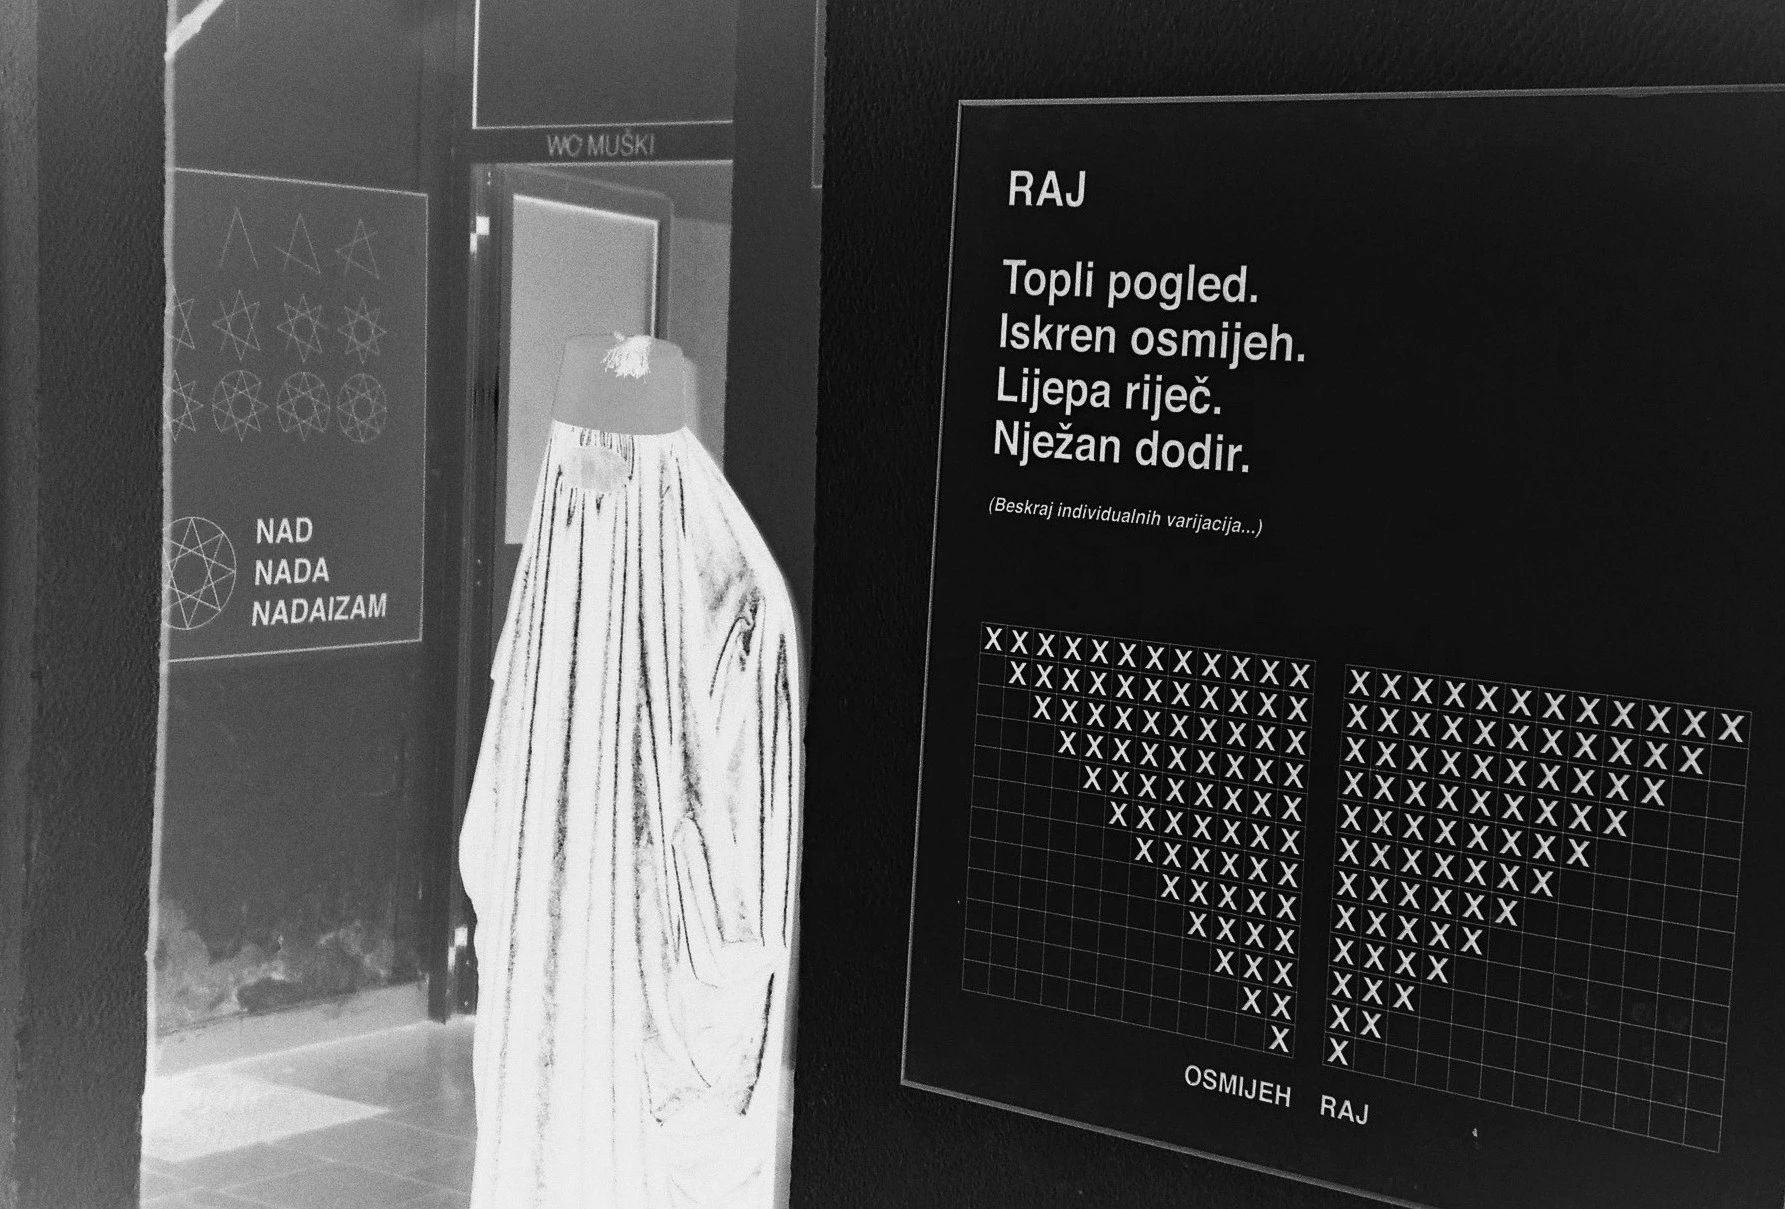 WC MUŠKI
NAD
NADA
NADAIZAM
RAJ
Topli pogled.
Iskren osmijeh.
Lijepa riječ.
Nježan dodir.
(Beskraj individualnih varijacija...)
X X X X X X X X X X X X X X X X X X X X X X X X
X X X X X X X X X X X X X X X X X X X X X X
X X X X X X X X X X X X X X X X X X X X
X X X X X X X X X X X X X X X X X X
X X X X X X X X X X X X X X X X
X X X X X X X X X X X X X X
X X X X X X X X X X X X
X X X X X X X X X X
X X X X X X X X
X X X X X X
X X X X
X X
OSMIJEH RAJ